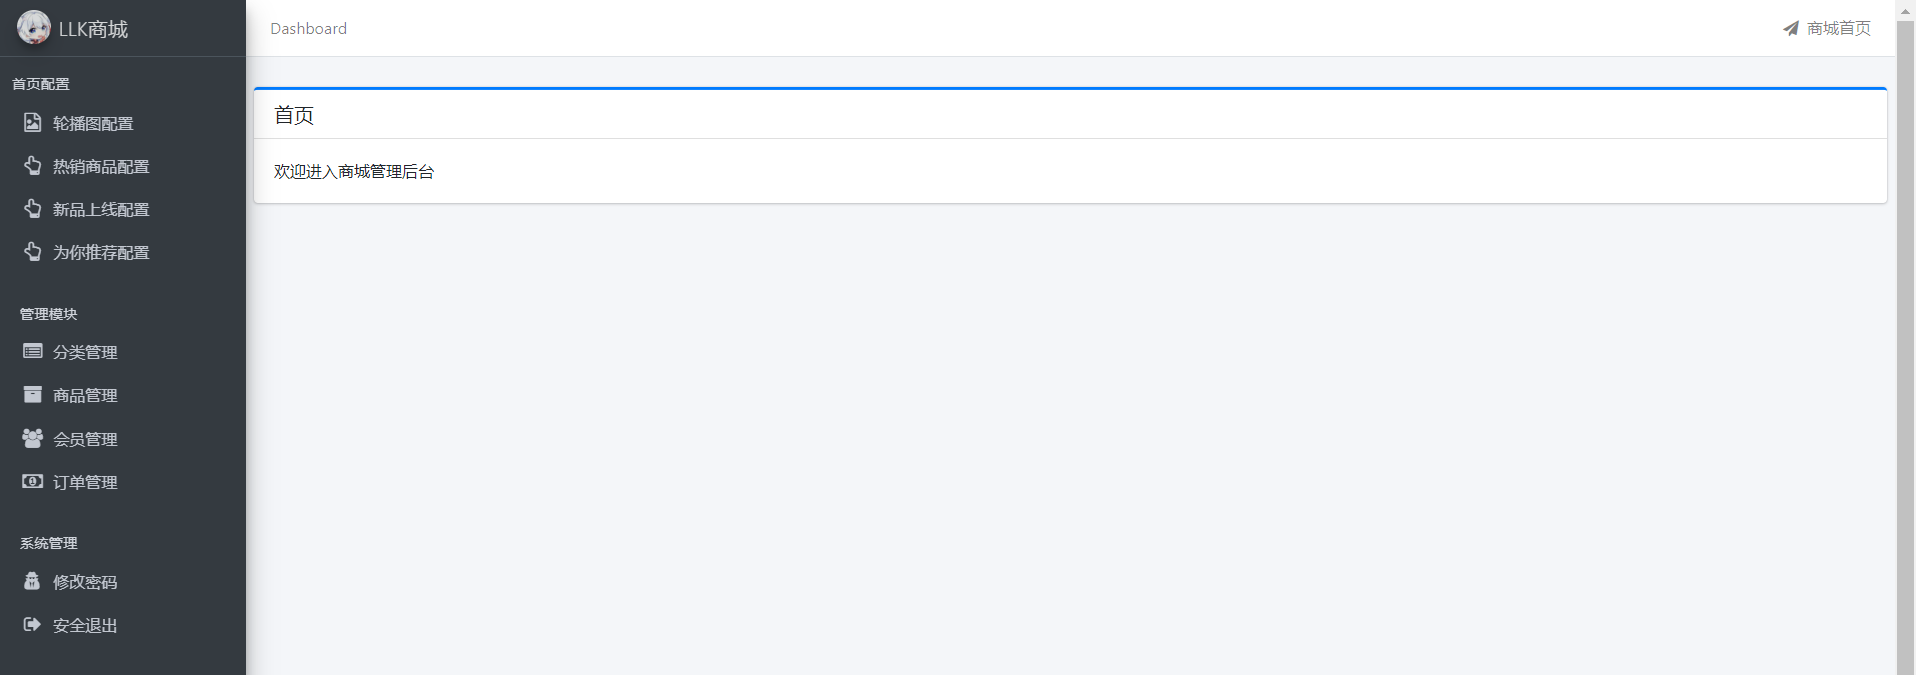 LLK商城
Dashboard
商城首页
首页配置
轮播图配置
热销商品配置
新品上线配置
为你推荐配置
管理模块
分类管理
商品管理
会员管理
订单管理
系统管理
修改密码
安全退出
首页
欢迎进入商城管理后台